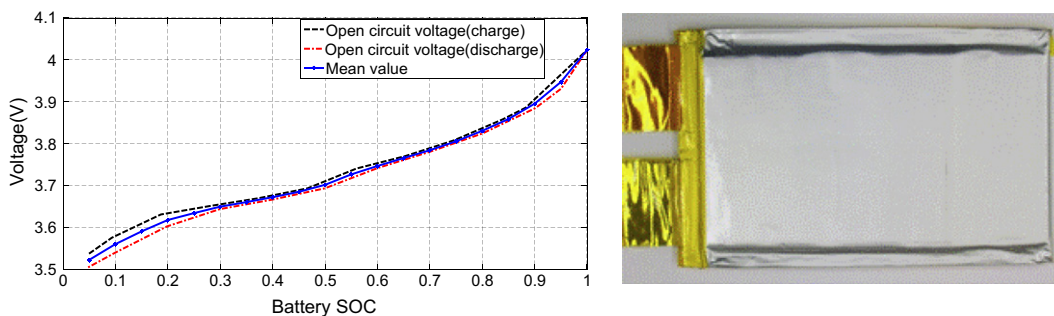 4.1
4
3.9
3.8
3.7
3.6
3.5
Voltage(V)
Open circuit voltage(charge)
Open circuit voltage(discharge)
Mean value
0 0.1 0.2 0.3 0.4 0.5 0.6 0.7 0.8 0.9 1
Battery SOC